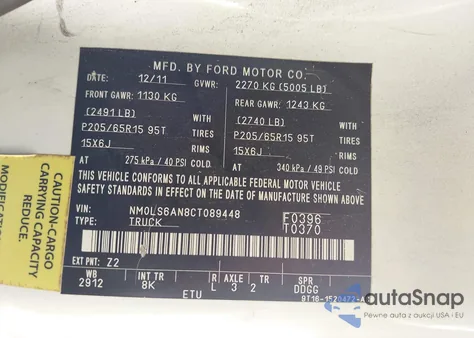 MFD. BY FORD MOTOR CO.
DATE: 12/11 GVWR: 2270 KG (5005 LB)
FRONT GAWR: 1130 KG REAR GAWR: 1243 KG
(2491 LB) WITH (2740 LB) WITH
P205/65R15 95T TIRES P205/65R15 95T TIRES
15X6J RIMS 15X6J RIMS
AT 275 kPa / 40 PSI COLD AT 340 kPa / 49 PSI COLD
THIS VEHICLE CONFORMS TO ALL APPLICABLE FEDERAL MOTOR VEHICLE
SAFETY STANDARDS IN EFFECT ON THE DATE OF MANUFACTURE SHOWN ABOVE
VIN: NM0LS6AN8CT089448 F0396
TYPE: TRUCK T0370
EXT PNT: Z2
WB INT TR R AXLE TR SPR
2912 8K L 3 2 DDGG
ETU 9T16-1520472-A
CAUTION-CARGO
CARRYING CAPACITY
REDUCED
autoSnap
Pewne auta z aukcji USA i EU